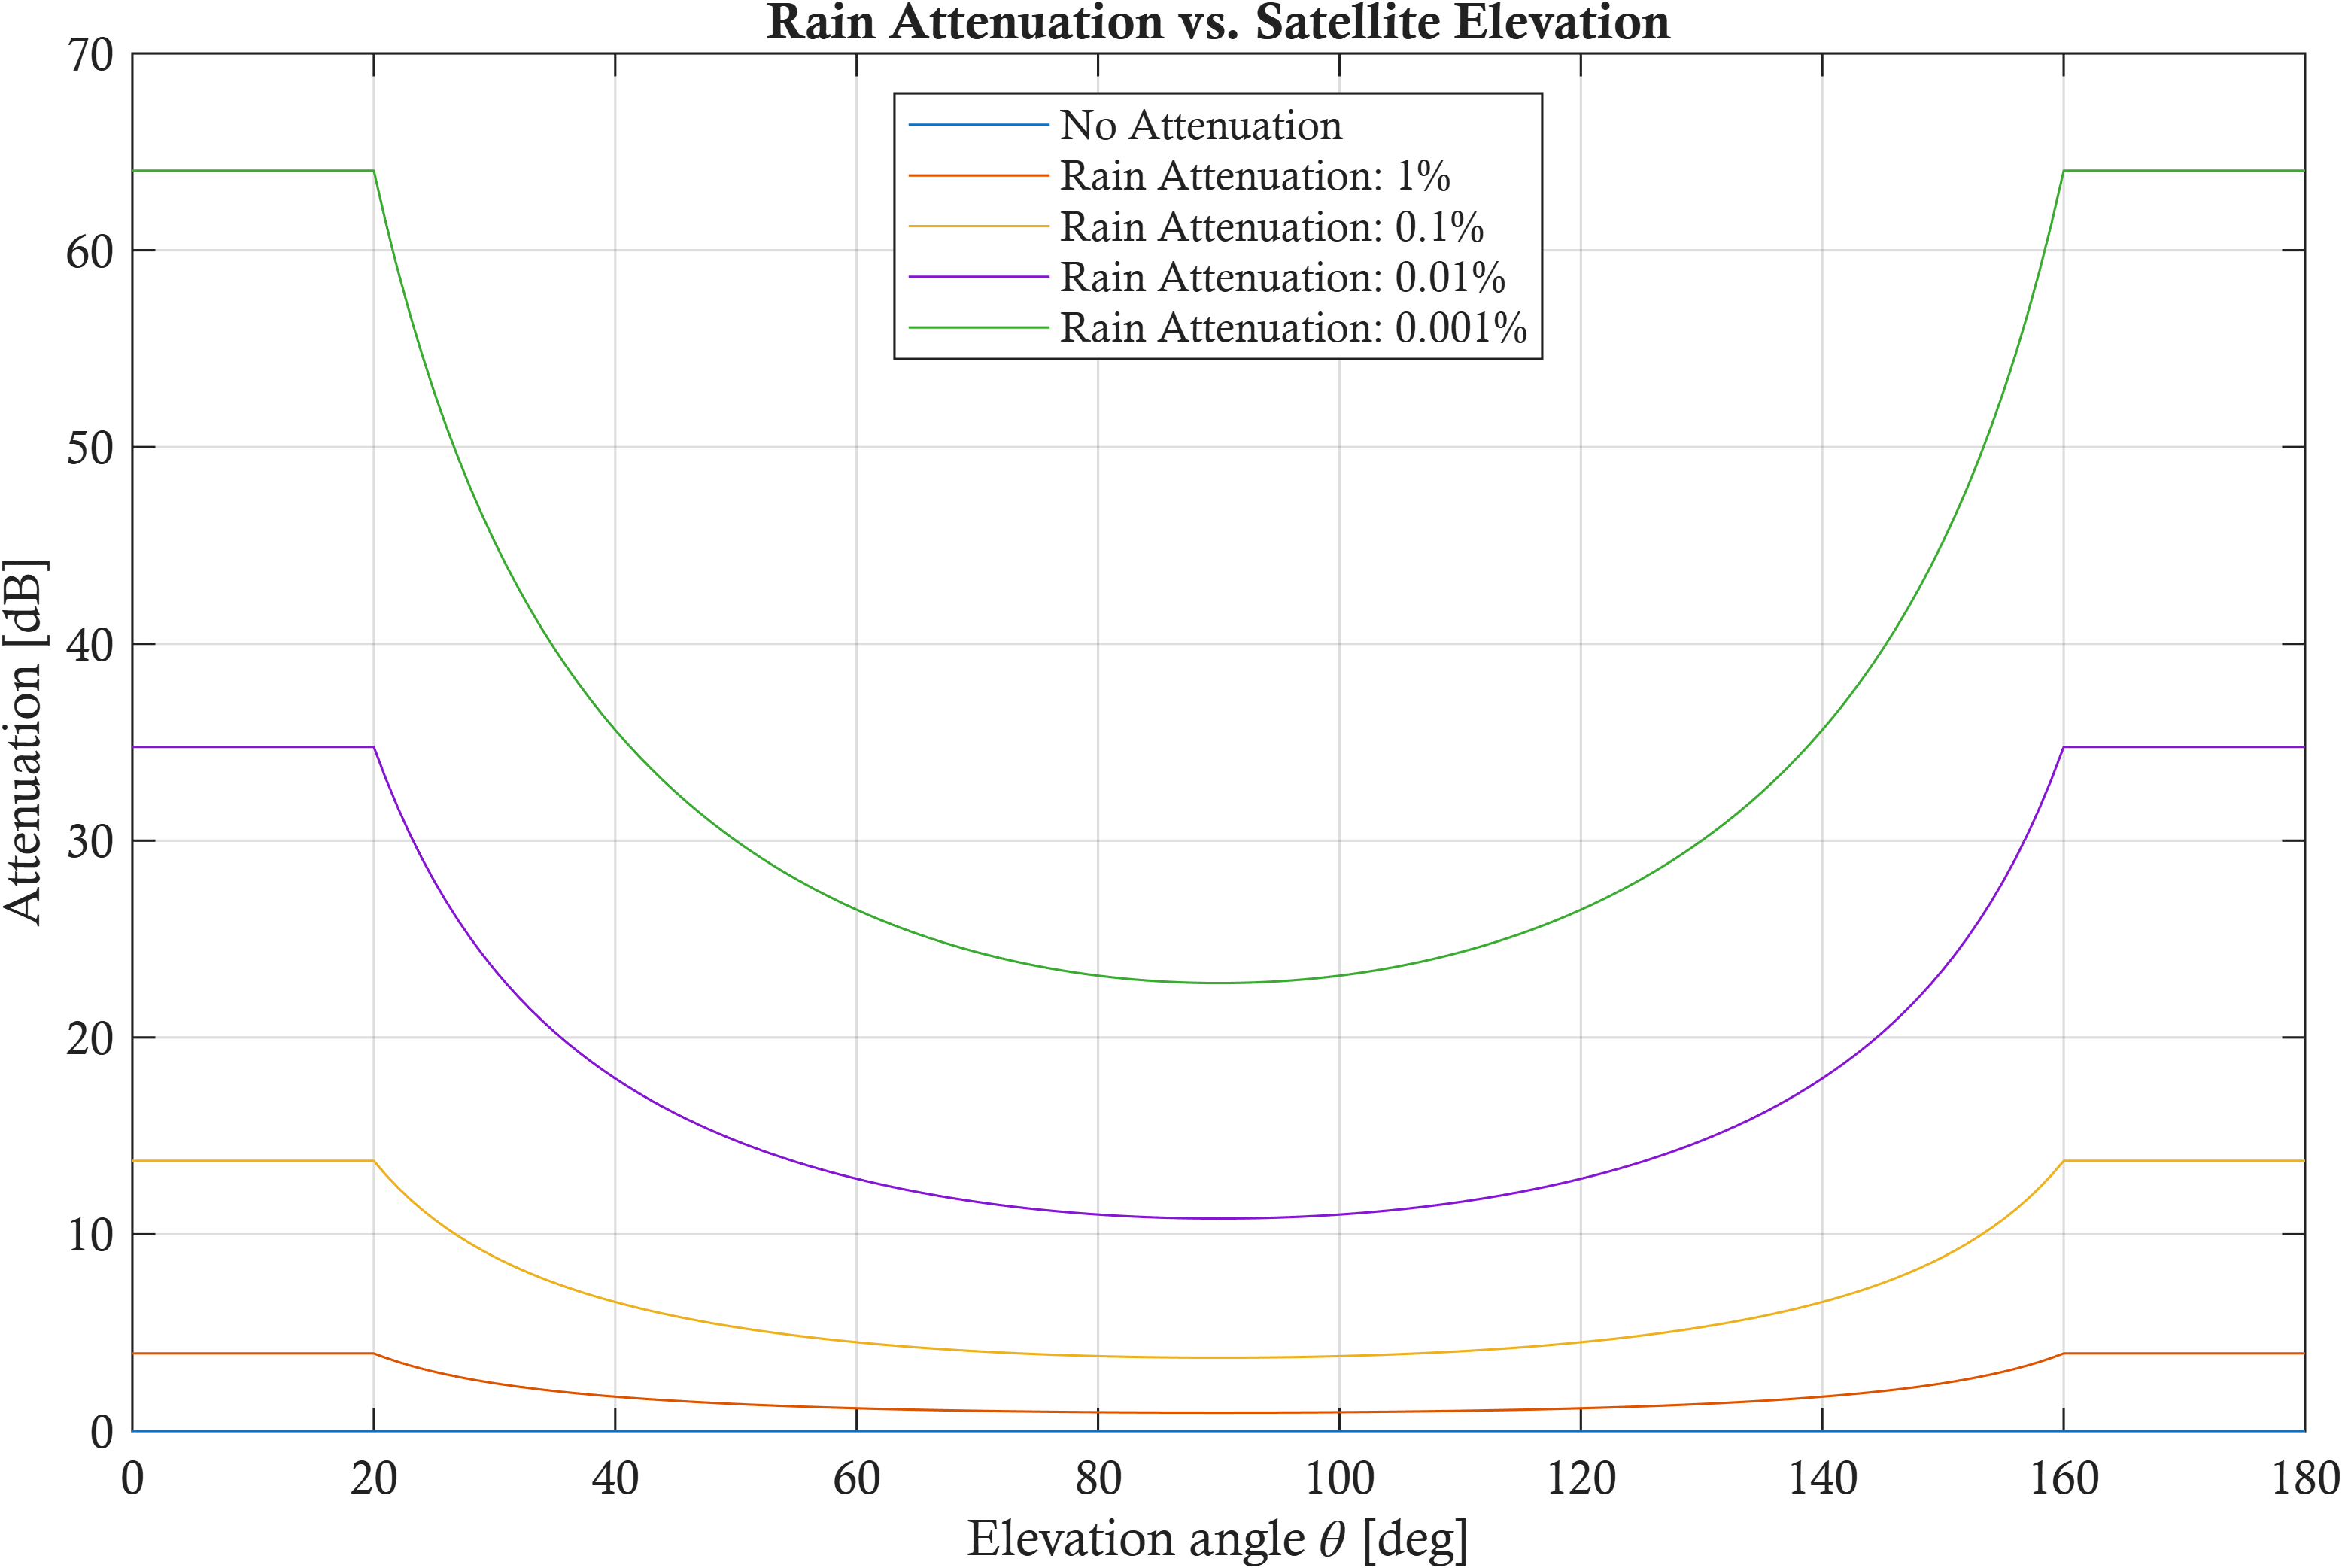 Rain Attenuation vs. Satellite Elevation
70
60
50
40
30
20
10
0
Attenuation [dB]
No Attenuation
Rain Attenuation: 1%
Rain Attenuation: 0.1%
Rain Attenuation: 0.01%
Rain Attenuation: 0.001%
0 20 40 60 80 100 120 140 160 180
Elevation angle θ [deg]